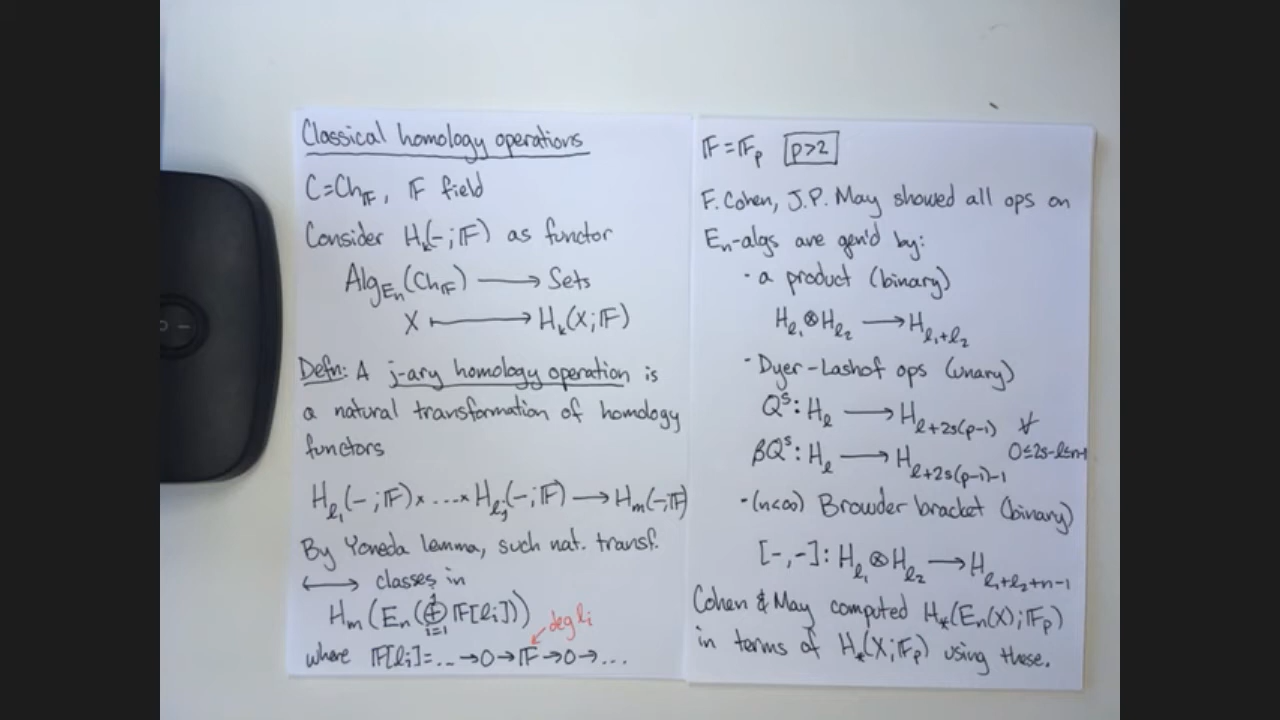 Classical homology operations
C=Ch_𝔽, 𝔽 field
Consider H_k(-;𝔽) as functor
Alg_{E_n}(Ch_𝔽) ⟶ Sets
X ⟼ H_k(X;𝔽)
Defn: A j-ary homology operation is
a natural transformation of homology
functors
H_{l_1}(-;𝔽)×...×H_{l_j}(-;𝔽) ⟶ H_m(-;𝔽)
By Yoneda lemma, such nat. transf.
⟷ classes in
H_m(E_n(⊕_{i=1}^{j} 𝔽[l_i]))
deg l_i
where 𝔽[l_i]=... →0→𝔽→0→...
𝔽=𝔽_p p>2
F. Cohen, J.P. May showed all ops on
E_n-algs are gen'd by:
· a product (binary)
H_{l_1}⊗H_{l_2} ⟶ H_{l_1+l_2}
· Dyer-Lashof ops (unary)
Q^s: H_l ⟶ H_{l+2s(p-1)} ∀
βQ^s: H_l ⟶ H_{l+2s(p-1)-1} 0≤2s-l≤n-1
· (n<∞) Browder bracket (binary)
[-,-]: H_{l_1}⊗H_{l_2} ⟶ H_{l_1+l_2+n-1}
Cohen & May computed H_*(E_n(X);𝔽_p)
in terms of H_*(X;𝔽_p) using these.